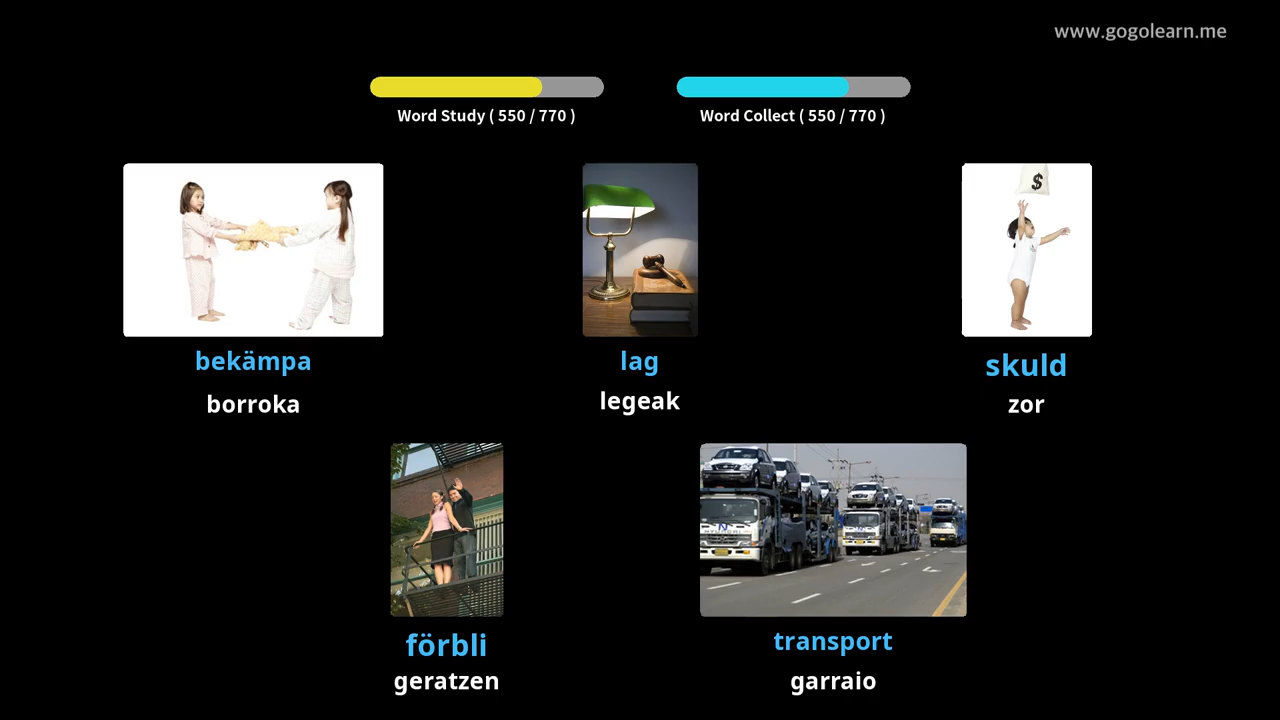 www.gogolearn.me
Word Study ( 550 / 770 )
Word Collect ( 550 / 770 )
$
bekämpa
lag
skuld
borroka
legeak
zor
förbli
transport
geratzen
garraio